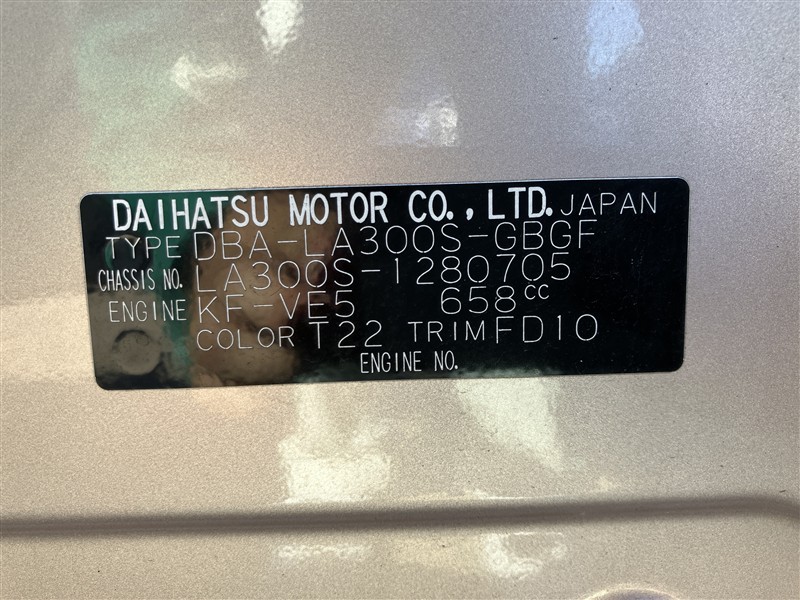 DAIHATSU MOTOR CO., LTD. JAPAN
TYPE DBA-LA300S-GBGF
CHASSIS NO. LA300S-1280705
ENGINE KF-VE5 658cc
COLOR T22 TRIM FD10
ENGINE NO.